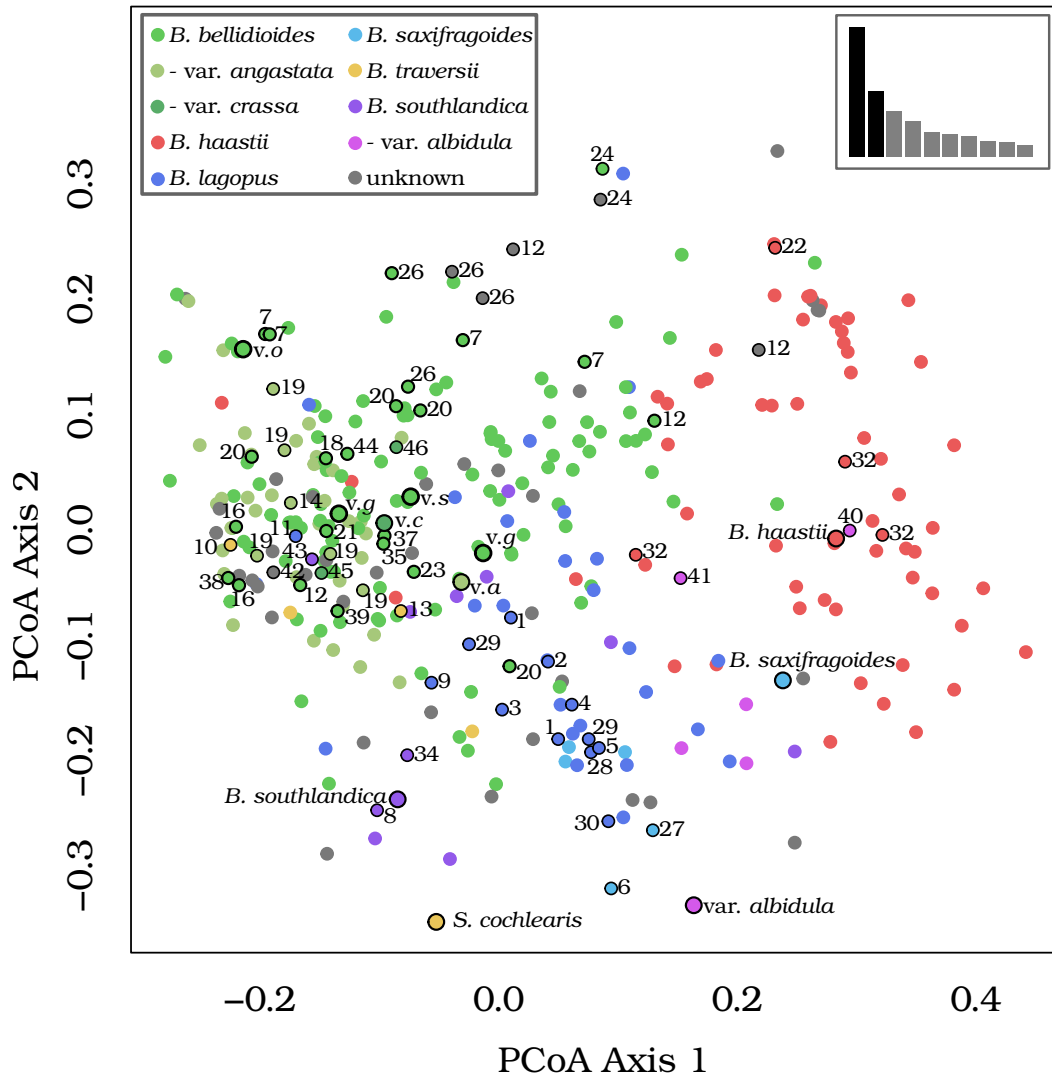 B. bellidioides B. saxifragoides
- var. angastata B. traversii
- var. crassa B. southlandica
B. haastii - var. albidula
B. lagopus unknown
24
24
12 22
26 26
26
7 7 7
v.o 12
7
19 26
20 20 12
19 18 44 46
20 32
14 v.s
16 v.g v.c 40
11 21 37 B. haastii 32
10 35 v.g
19 43 19 32
38 42 45 23 41
16 12 19 v.a
39 13 1
29 2
20 B. saxifragoides
9
3 4
1 29
34 5
28
B. southlandica
8 30 27
6
var. albidula
S. cochlearis
0.3
0.2
0.1
0.0
−0.1
−0.2
−0.3
−0.2 0.0 0.2 0.4
PCoA Axis 1
PCoA Axis 2